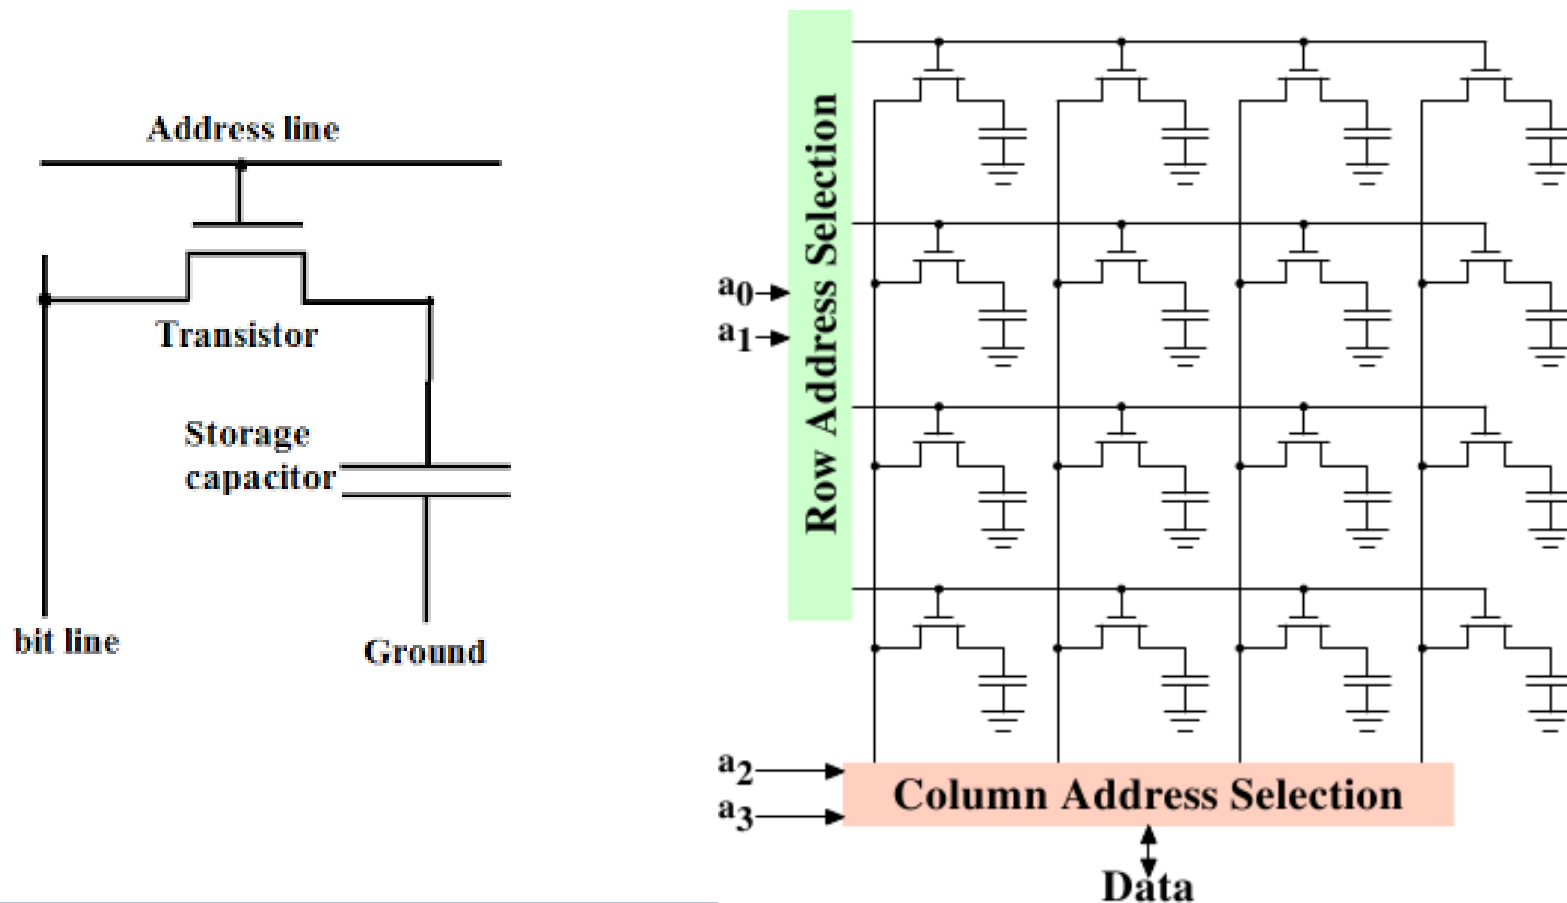 Address line
Transistor
Storage
capacitor
bit line
Ground
Row Address Selection
a0
a1
a2
a3
Column Address Selection
Data